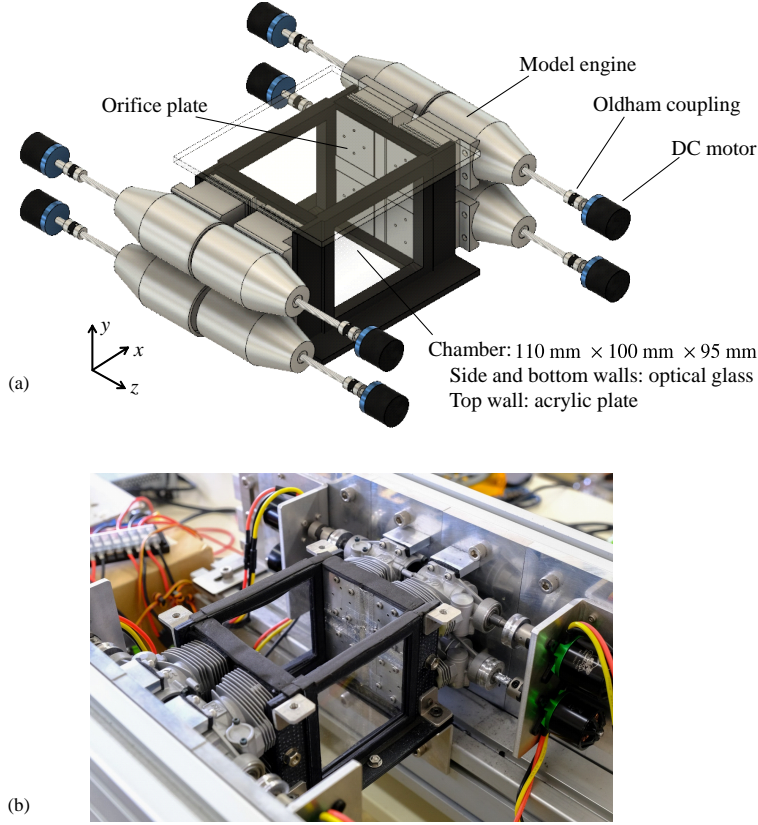 Model engine
Orifice plate
Oldham coupling
DC motor
y
x
z
Chamber: 110 mm × 100 mm × 95 mm
Side and bottom walls: optical glass
Top wall: acrylic plate
(a)
(b)